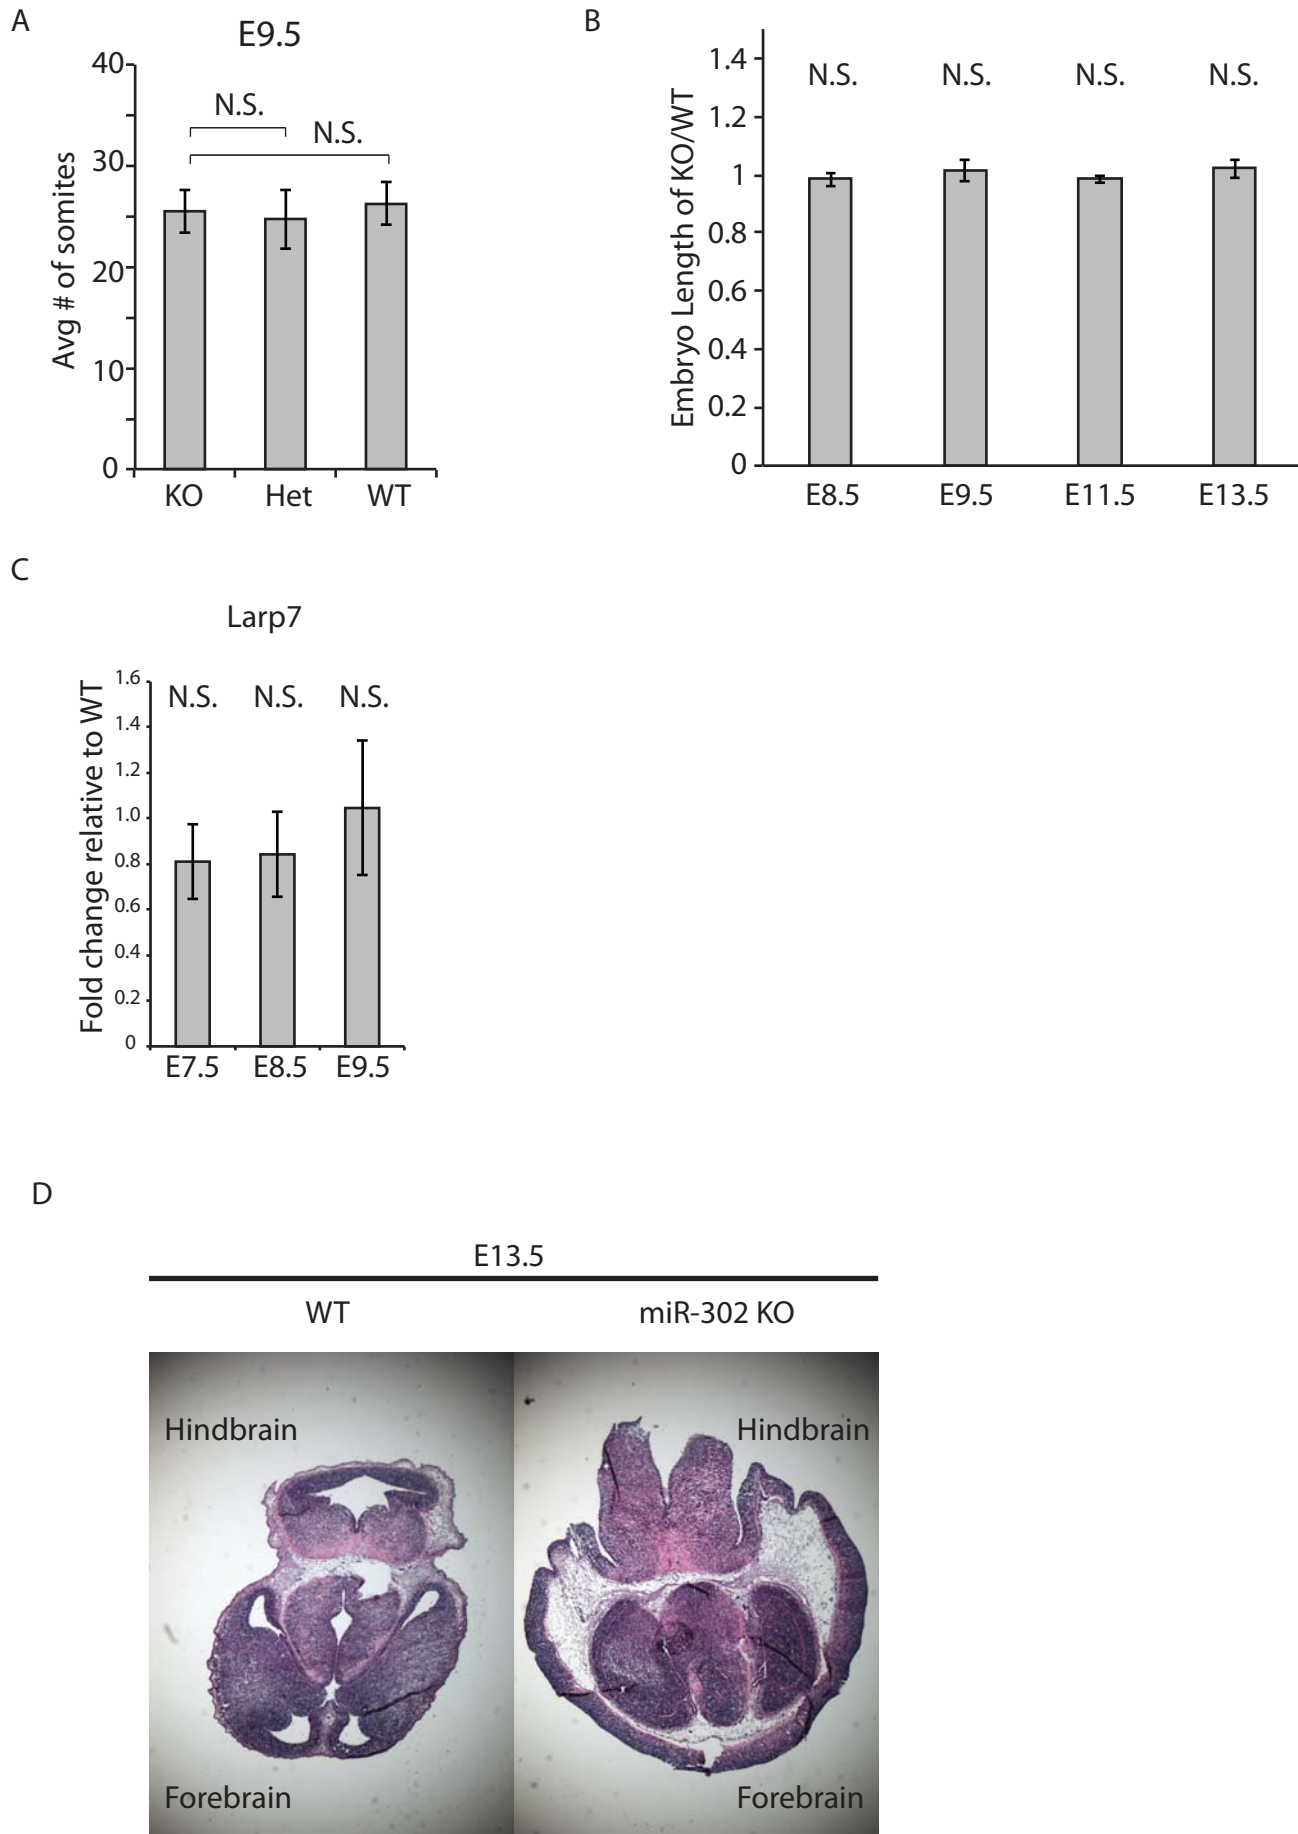 A
E9.5
Avg # of somites
40
30
20
10
0
N.S.
N.S.
KO Het WT
B
Embryo Length of KO/WT
1.4
1.2
1
0.8
0.6
0.4
0.2
0
N.S. N.S. N.S. N.S.
E8.5 E9.5 E11.5 E13.5
C
Larp7
Fold change relative to WT
1.6
1.4
1.2
1.0
0.8
0.6
0.4
0.2
0
N.S. N.S. N.S.
E7.5 E8.5 E9.5
D
E13.5
WT miR-302 KO
Hindbrain Hindbrain
Forebrain Forebrain